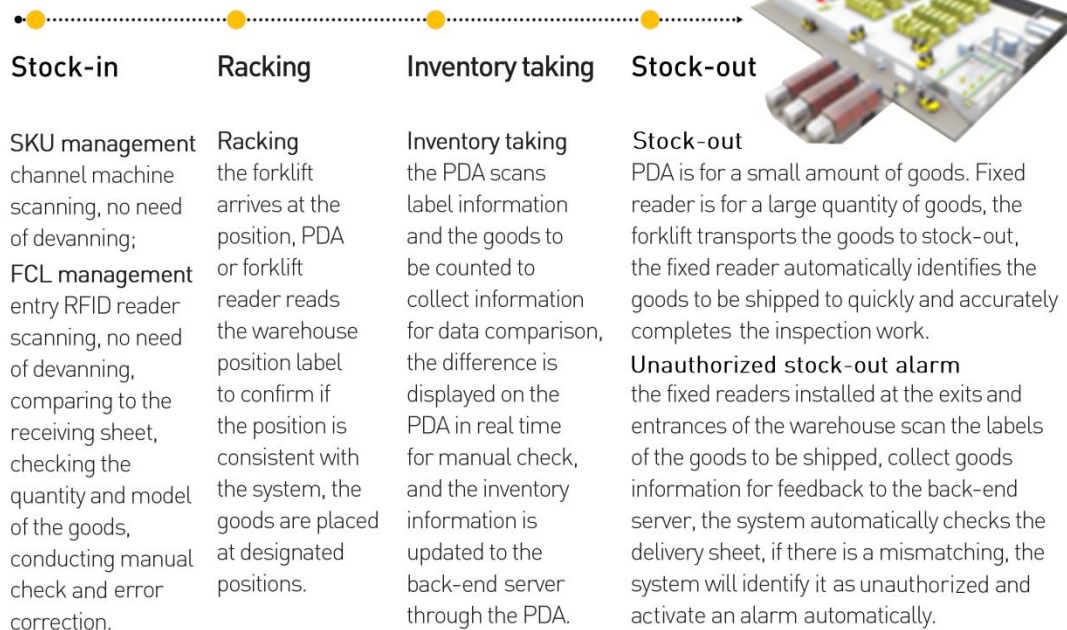 Stock-in
Racking
Inventory taking
Stock-out
SKU management
channel machine
scanning, no need
of devanning;
FCL management
entry RFID reader
scanning, no need
of devanning,
comparing to the
receiving sheet,
checking the
quantity and model
of the goods,
conducting manual
check and error
correction.
Racking
the forklift
arrives at the
position, PDA
or forklift
reader reads
the warehouse
position label
to confirm if
the position is
consistent with
the system, the
goods are placed
at designated
positions.
Inventory taking
the PDA scans
label information
and the goods to
be counted to
collect information
for data comparison,
the difference is
displayed on the
PDA in real time
for manual check,
and the inventory
information is
updated to the
back-end server
through the PDA.
Stock-out
PDA is for a small amount of goods. Fixed
reader is for a large quantity of goods, the
forklift transports the goods to stock-out,
the fixed reader automatically identifies the
goods to be shipped to quickly and accurately
completes the inspection work.
Unauthorized stock-out alarm
the fixed readers installed at the exits and
entrances of the warehouse scan the labels
of the goods to be shipped, collect goods
information for feedback to the back-end
server, the system automatically checks the
delivery sheet, if there is a mismatching, the
system will identify it as unauthorized and
activate an alarm automatically.